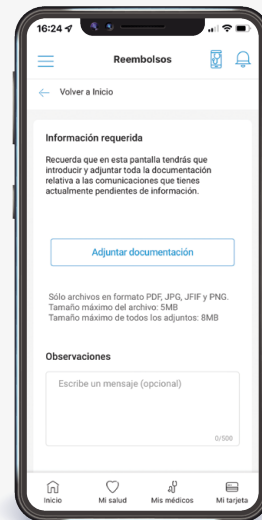 16:24
Reembolsos
Volver a Inicio
Información requerida
Recuerda que en esta pantalla tendrás que
introducir y adjuntar toda la documentación
relativa a las comunicaciones que tienes
actualmente pendientes de información.
Adjuntar documentación
Sólo archivos en formato PDF, JPG, JFIF y PNG.
Tamaño máximo del archivo: 5MB
Tamaño máximo de todos los adjuntos: 8MB
Observaciones
Escribe un mensaje (opcional)
0/500
Inicio Mi salud Mis médicos Mi tarjeta